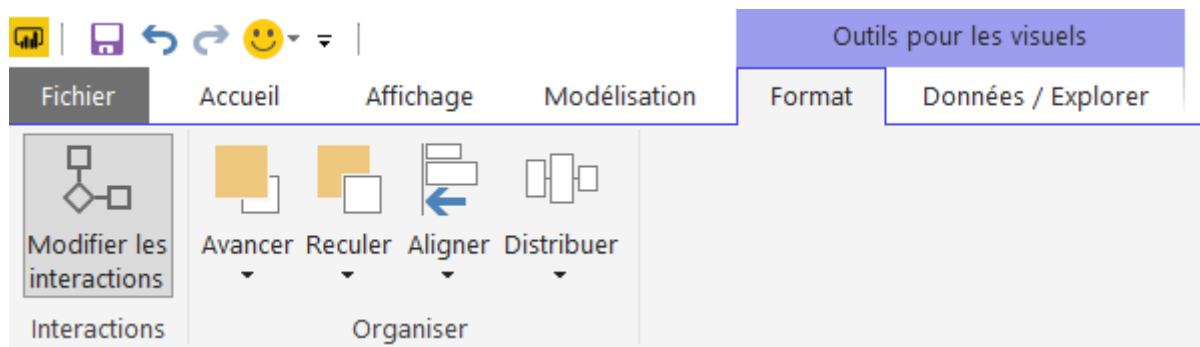 Outils pour les visuels
Fichier Accueil Affichage Modélisation Format Données / Explorer
Modifier les interactions
Avancer Reculer Aligner Distribuer
Interactions Organiser